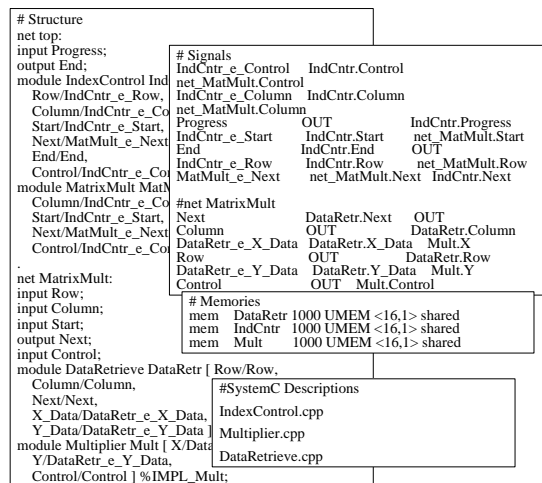 # Structure
net top:
input Progress;
output End;
module IndexControl Ind
Row/IndCntr_e_Row,
Column/IndCntr_e_Co
Start/IndCntr_e_Start,
Next/MatMult_e_Next
End/End,
Control/IndCntr_e_Con
module MatrixMult MatM
Column/IndCntr_e_Co
Start/IndCntr_e_Start,
Next/MatMult_e_Next
Control/IndCntr_e_Con
.
net MatrixMult:
input Row;
input Column;
input Start;
output Next;
input Control;
module DataRetrieve DataRetr [ Row/Row,
Column/Column,
Next/Next,
X_Data/DataRetr_e_X_Data,
Y_Data/DataRetr_e_Y_Data ]
module Multiplier Mult [ X/Data
Y/DataRetr_e_Y_Data,
Control/Control ] %IMPL_Mult;
# Signals
IndCntr_e_Control IndCntr.Control
net_MatMult.Control
IndCntr_e_Column IndCntr.Column
net_MatMult.Column
Progress OUT IndCntr.Progress
IndCntr_e_Start IndCntr.Start net_MatMult.Start
End IndCntr.End OUT
IndCntr_e_Row IndCntr.Row net_MatMult.Row
MatMult_e_Next net_MatMult.Next IndCntr.Next
#net MatrixMult
Next DataRetr.Next OUT
Column OUT DataRetr.Column
DataRetr_e_X_Data DataRetr.X_Data Mult.X
Row OUT DataRetr.Row
DataRetr_e_Y_Data DataRetr.Y_Data Mult.Y
Control OUT Mult.Control
# Memories
mem DataRetr 1000 UMEM <16,1> shared
mem IndCntr 1000 UMEM <16,1> shared
mem Mult 1000 UMEM <16,1> shared
#SystemC Descriptions
IndexControl.cpp
Multiplier.cpp
DataRetrieve.cpp